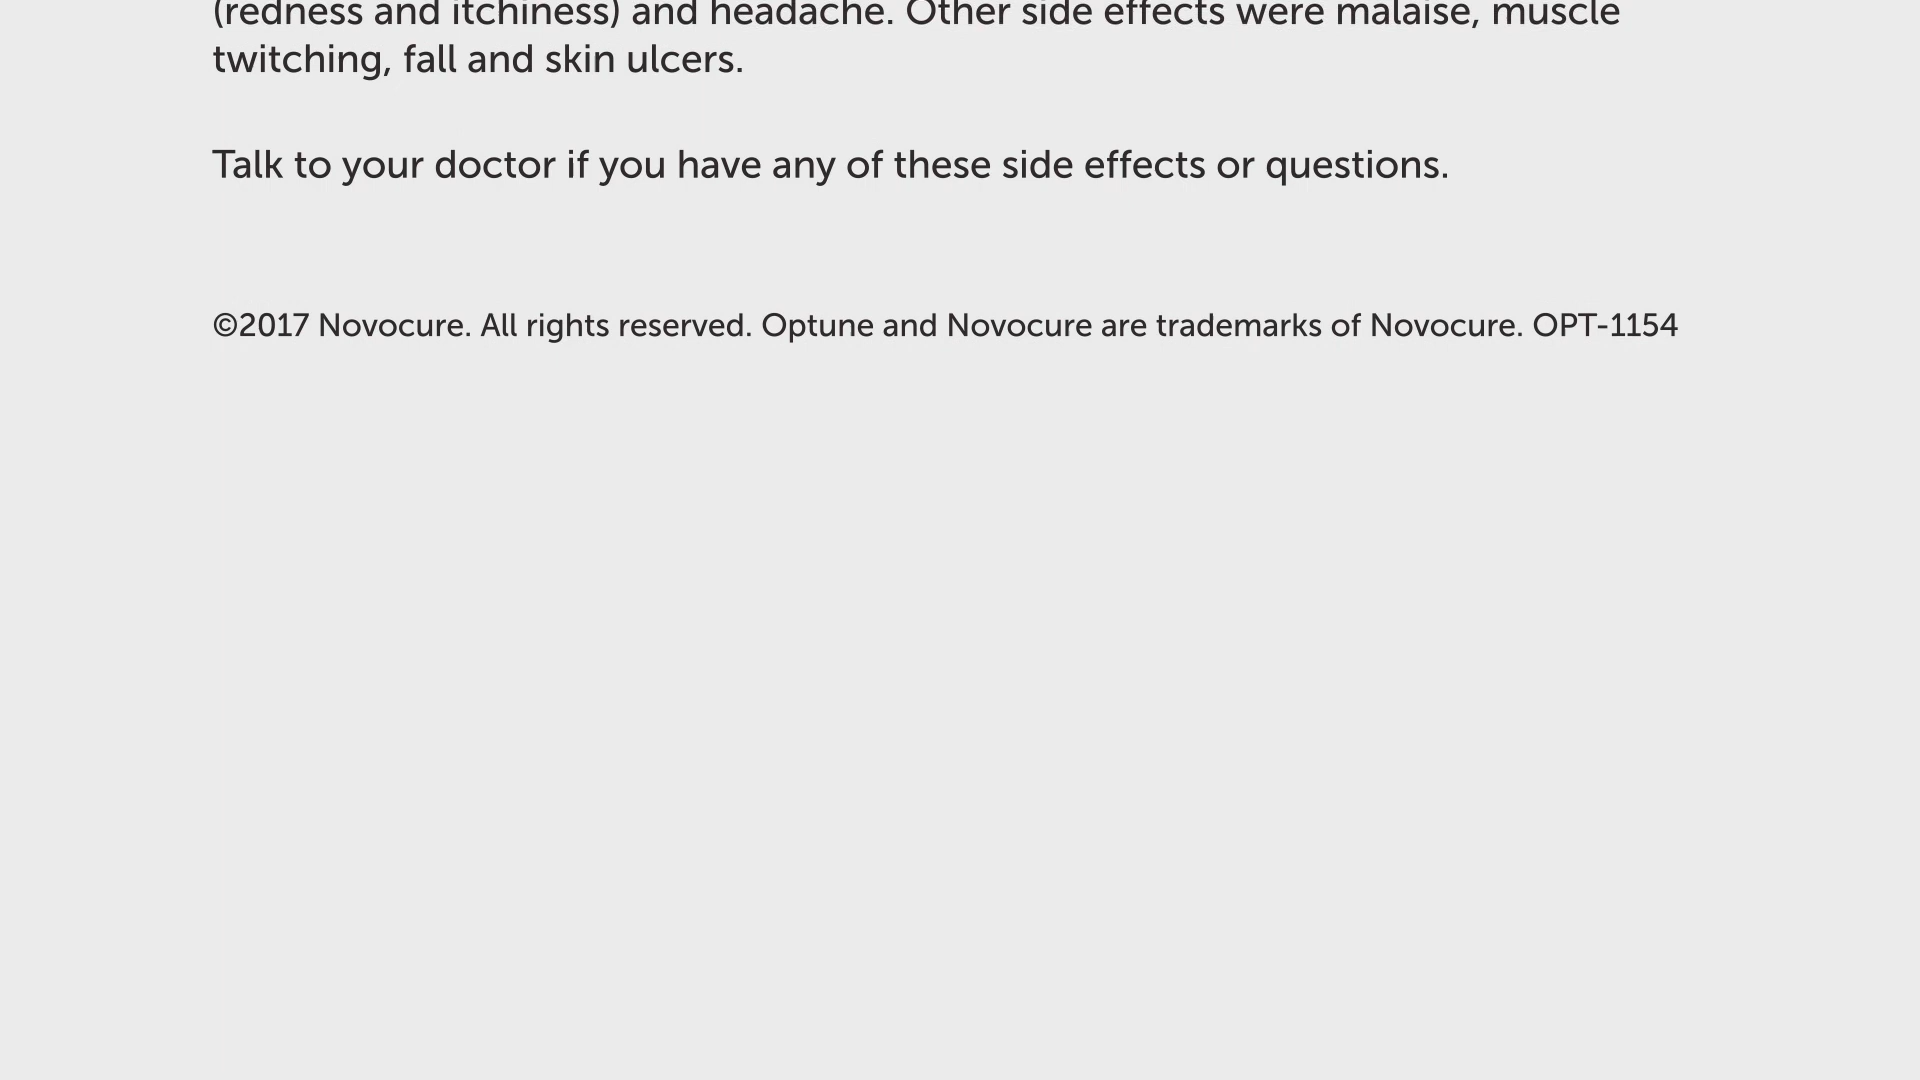 (redness and itchiness) and headache. Other side effects were malaise, muscle
twitching, fall and skin ulcers.
Talk to your doctor if you have any of these side effects or questions.
©2017 Novocure. All rights reserved. Optune and Novocure are trademarks of Novocure. OPT-1154